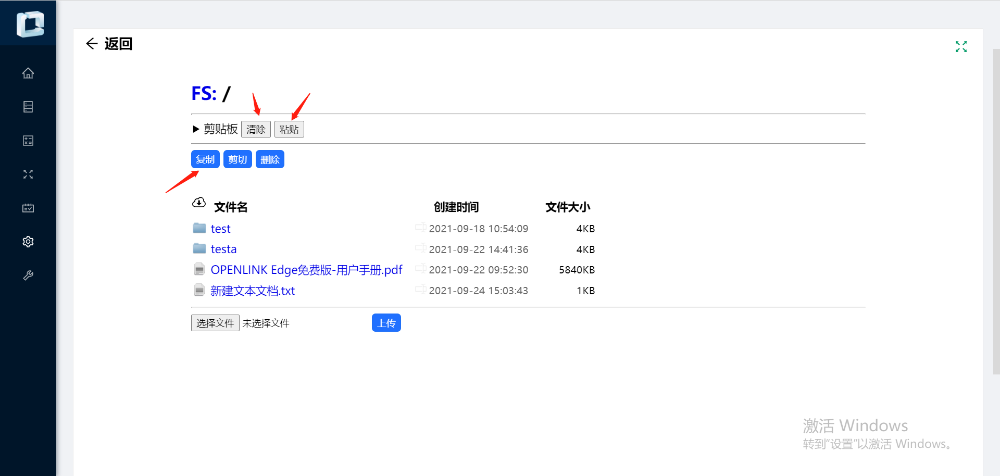 返回
FS: /
剪贴板 清除 粘贴
复制 剪切 删除
文件名 创建时间 文件大小
test 2021-09-18 10:54:09 4KB
testa 2021-09-22 14:41:36 4KB
OPENLINK Edge免费版-用户手册.pdf 2021-09-22 09:52:30 5840KB
新建文本文档.txt 2021-09-24 15:03:43 1KB
选择文件 未选择文件 上传
激活 Windows
转到“设置”以激活 Windows。